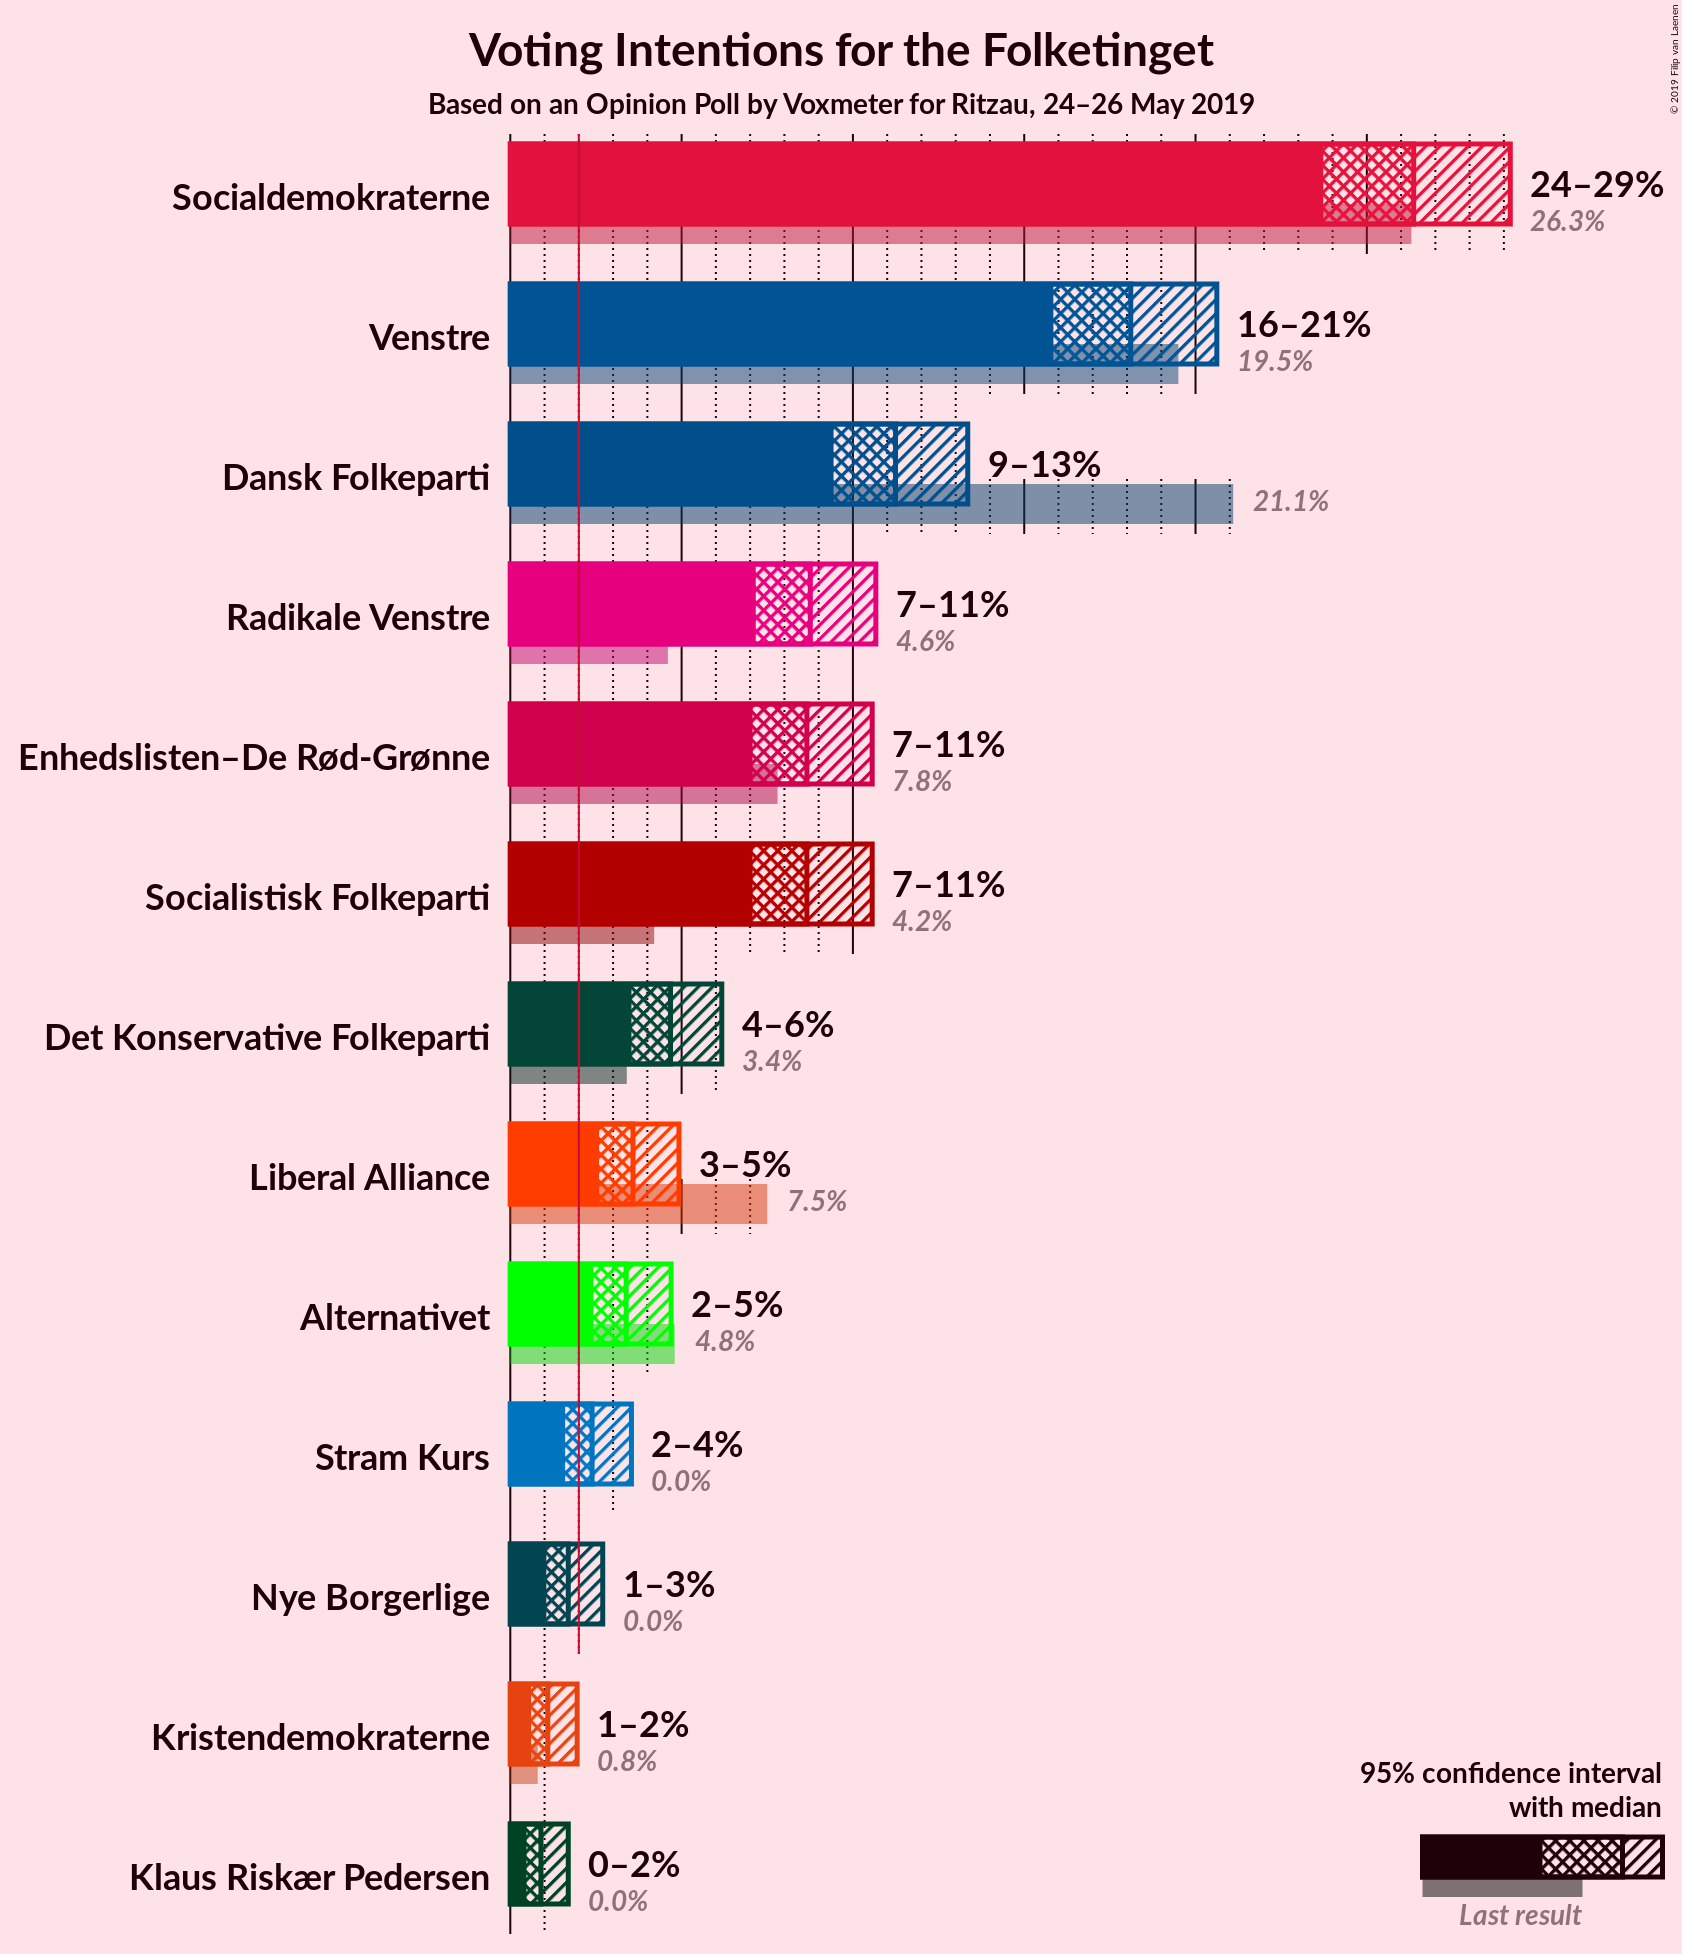 Voting Intentions for the Folketinget
Based on an Opinion Poll by Voxmeter for Ritzau, 24–26 May 2019
© 2019 Filip van Laenen
Socialdemokraterne
24–29%
26.3%
Venstre
16–21%
19.5%
Dansk Folkeparti
9–13%
21.1%
Radikale Venstre
7–11%
4.6%
Enhedslisten–De Rød-Grønne
7–11%
7.8%
Socialistisk Folkeparti
7–11%
4.2%
Det Konservative Folkeparti
4–6%
3.4%
Liberal Alliance
3–5%
7.5%
Alternativet
2–5%
4.8%
Stram Kurs
2–4%
0.0%
Nye Borgerlige
1–3%
0.0%
Kristendemokraterne
1–2%
0.8%
Klaus Riskær Pedersen
0–2%
0.0%
95% confidence interval
with median
Last result